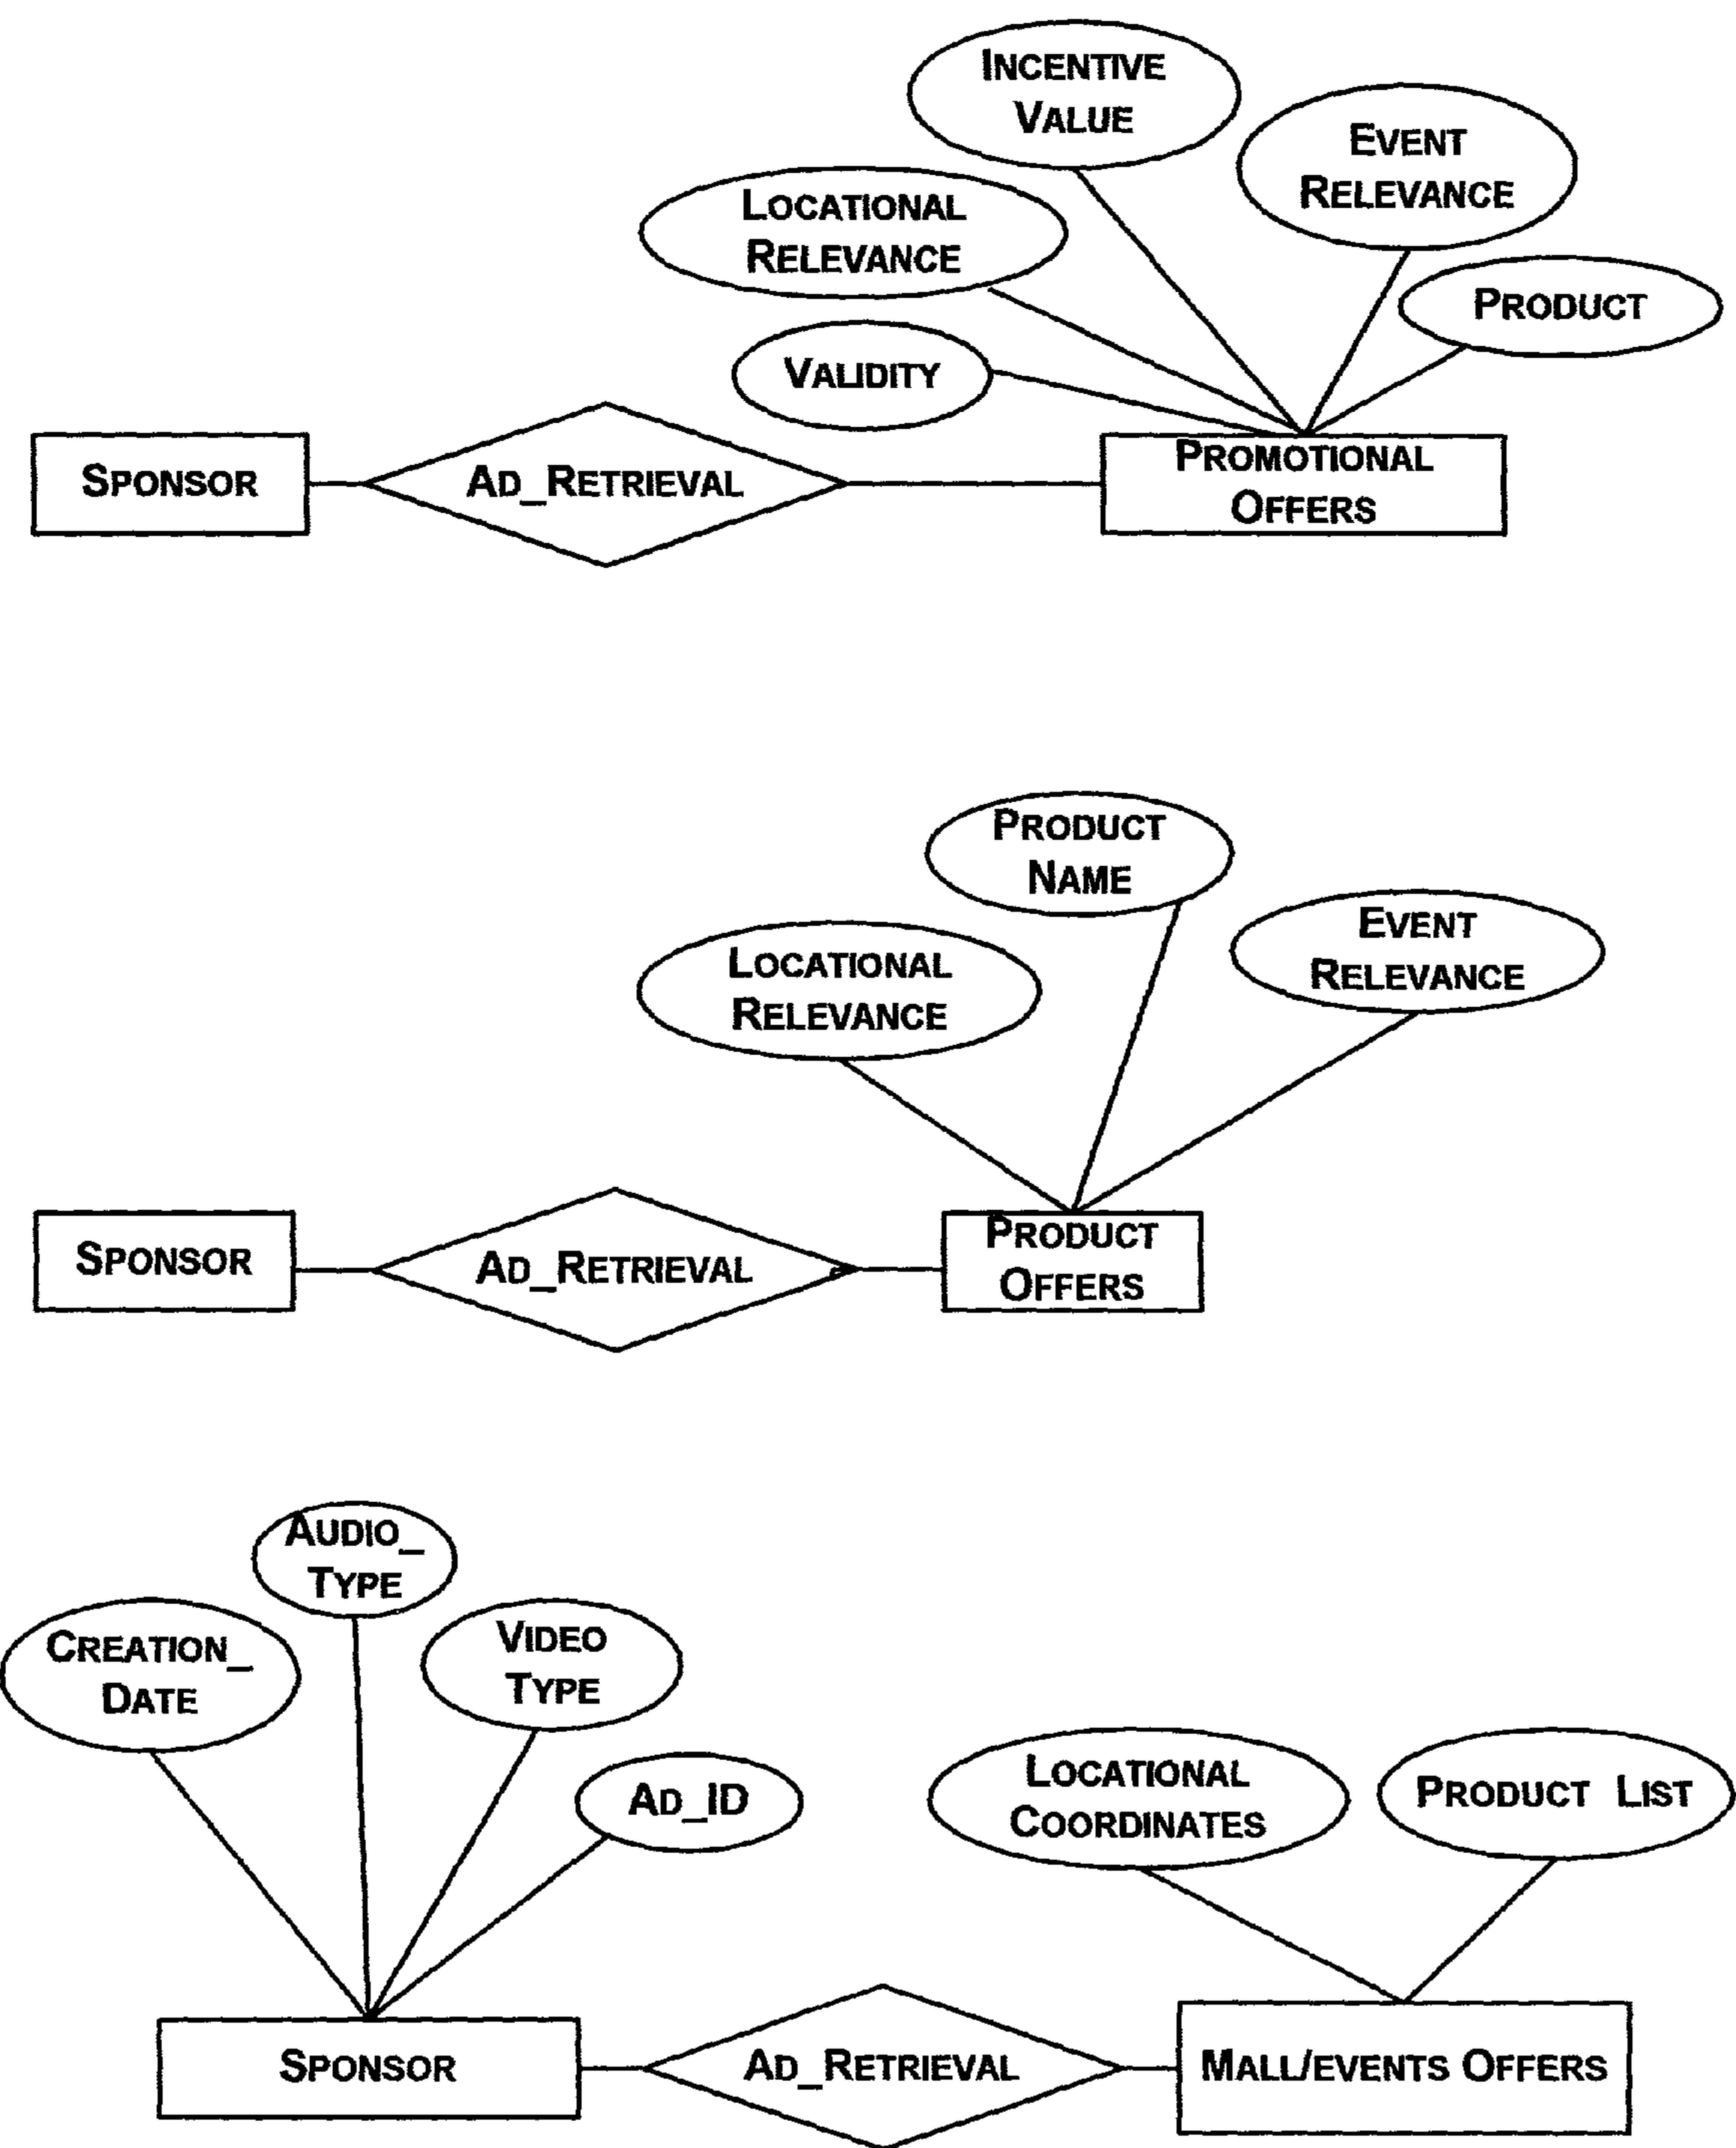 INCENTIVE
VALUE
EVENT
RELEVANCE
LOCATIONAL
RELEVANCE
PRODUCT
VALIDITY
SPONSOR
AD_RETRIEVAL
PROMOTIONAL
OFFERS
PRODUCT
NAME
EVENT
RELEVANCE
LOCATIONAL
RELEVANCE
SPONSOR
AD_RETRIEVAL
PRODUCT
OFFERS
AUDIO_
TYPE
CREATION_
DATE
VIDEO
TYPE
AD_ID
LOCATIONAL
COORDINATES
PRODUCT LIST
SPONSOR
AD_RETRIEVAL
MALL/EVENTS OFFERS